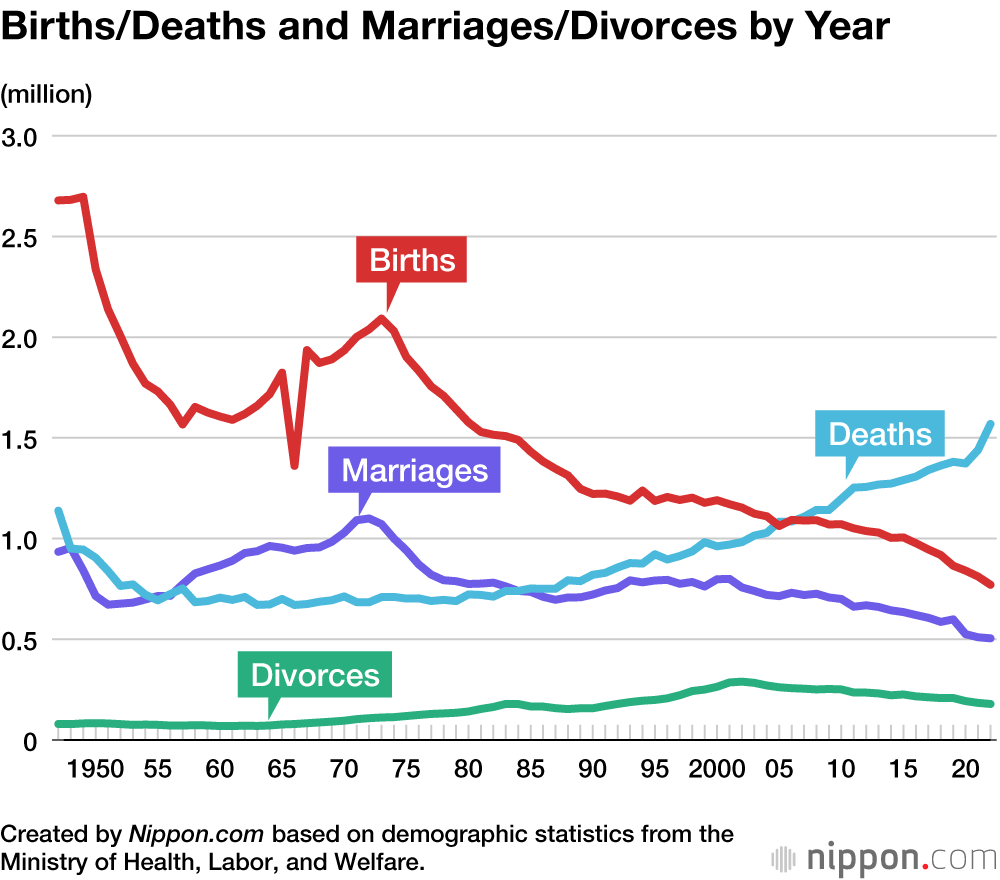 Births/Deaths and Marriages/Divorces by Year
(million)
3.0
2.5
Births
2.0
1.5
Deaths
Marriages
1.0
0.5
Divorces
0
1950 55 60 65 70 75 80 85 90 95 2000 05 10 15 20
Created by Nippon.com based on demographic statistics from the
Ministry of Health, Labor, and Welfare.
nippon.com